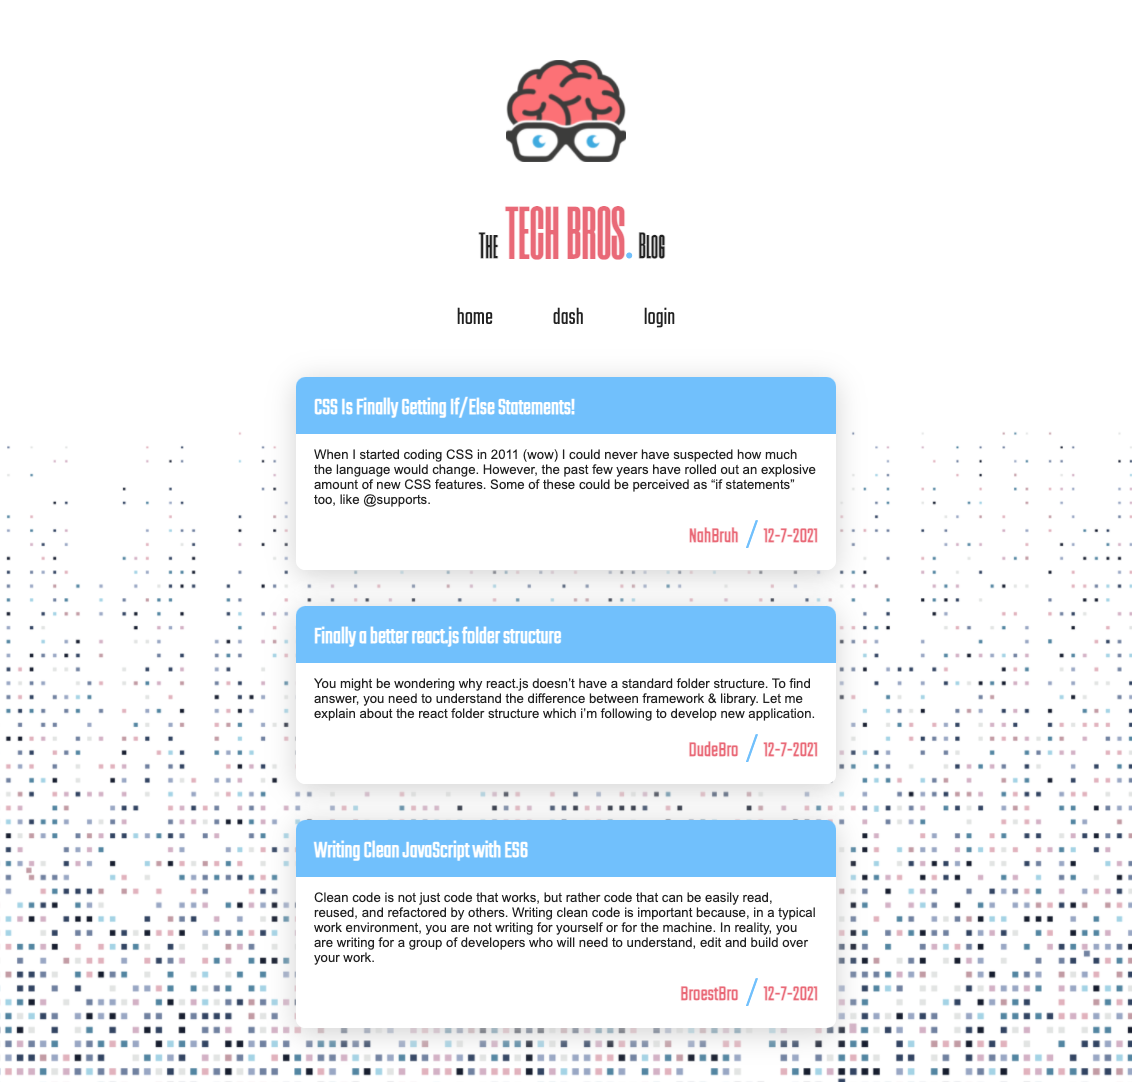 The TECH BROS. Blog
home dash login
CSS Is Finally Getting If/Else Statements!
When I started coding CSS in 2011 (wow) I could never have suspected how much
the language would change. However, the past few years have rolled out an explosive
amount of new CSS features. Some of these could be perceived as “if statements”
too, like @supports.
NahBruh / 12-7-2021
Finally a better react.js folder structure
You might be wondering why react.js doesn’t have a standard folder structure. To find
answer, you need to understand the difference between framework & library. Let me
explain about the react folder structure which i’m following to develop new application.
DudeBro / 12-7-2021
Writing Clean JavaScript with ES6
Clean code is not just code that works, but rather code that can be easily read,
reused, and refactored by others. Writing clean code is important because, in a typical
work environment, you are not writing for yourself or for the machine. In reality, you
are writing for a group of developers who will need to understand, edit and build over
your work.
BroestBro / 12-7-2021